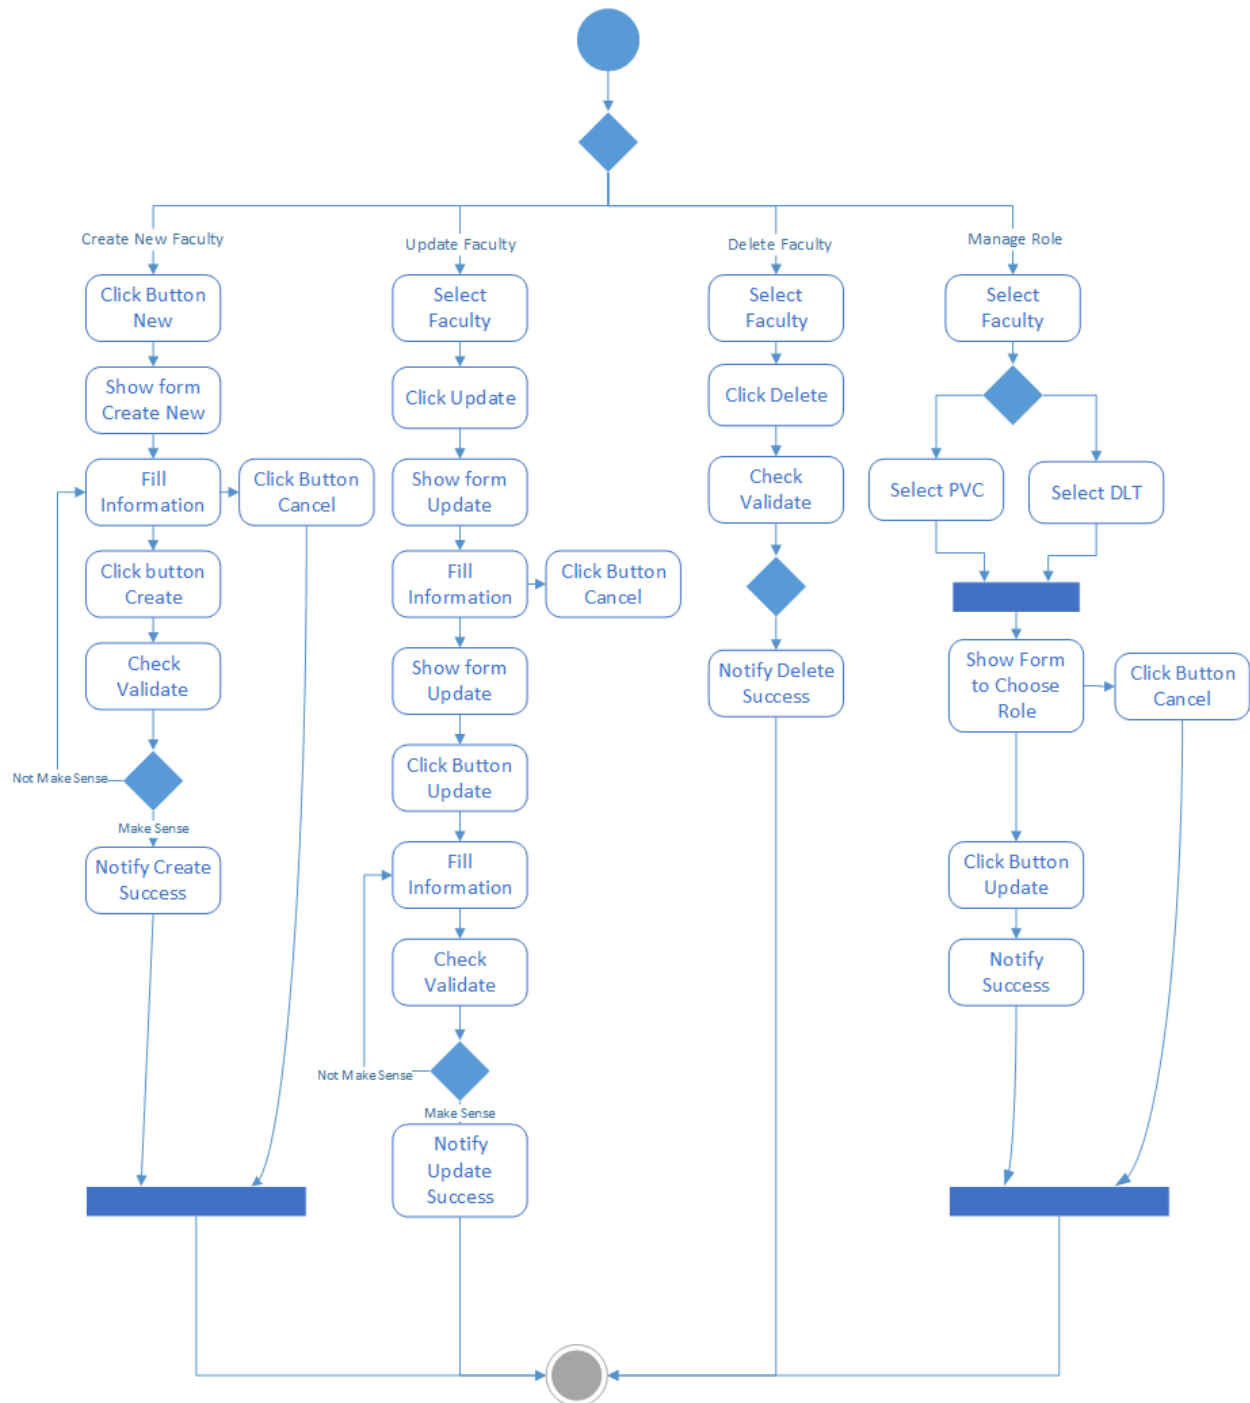 Create New Faculty
Update Faculty
Delete Faculty
Manage Role
Click Button
New
Show form
Create New
Fill
Information
Click Button
Cancel
Click button
Create
Check
Validate
Not Make Sense
Make Sense
Notify Create
Success
Select
Faculty
Click Update
Show form
Update
Fill
Information
Click Button
Cancel
Show form
Update
Click Button
Update
Fill
Information
Check
Validate
Not Make Sense
Make Sense
Notify
Update
Success
Select
Faculty
Click Delete
Check
Validate
Notify Delete
Success
Select
Faculty
Select PVC
Select DLT
Show Form
to Choose
Role
Click Button
Cancel
Click Button
Update
Notify
Success